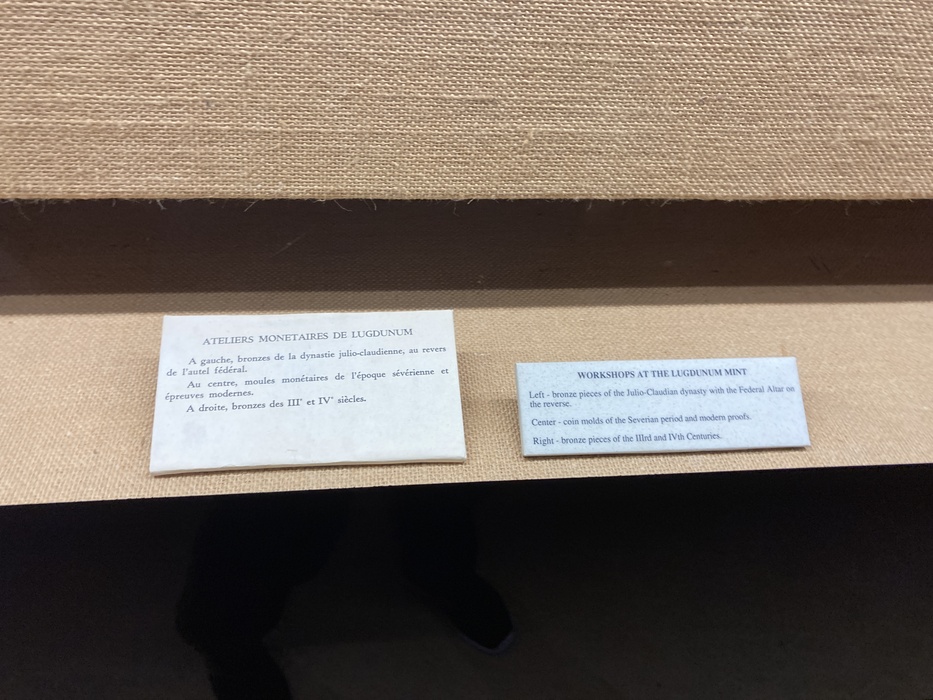 ATELIERS MONETAIRES DE LUGDUNUM
A gauche, bronzes de la dynastie julio-claudienne, au revers
de l'autel fédéral.
Au centre, moules monétaires de l'époque sévérienne et
épreuves modernes.
A droite, bronzes des IIIe et IVe siècles.
WORKSHOPS AT THE LUGDUNUM MINT
Left - bronze pieces of the Julio-Claudian dynasty with the Federal Altar on
the reverse.
Center - coin molds of the Severian period and modern proofs.
Right - bronze pieces of the IIIrd and IVth Centuries.